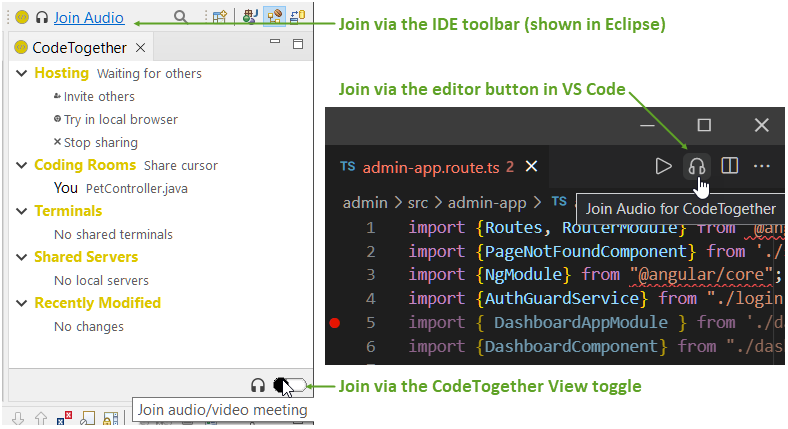 Join Audio
Join via the IDE toolbar (shown in Eclipse)
CodeTogether
Hosting Waiting for others
Invite others
Try in local browser
Stop sharing
Coding Rooms Share cursor
You PetController.java
Terminals
No shared terminals
Shared Servers
No local servers
Recently Modified
No changes
Join audio/video meeting
Join via the editor button in VS Code
TS admin-app.route.ts 2
admin > src > admin-app > TS
Join Audio for CodeTogether
1 import {Routes, RouterModule} from "@an
2 import {PageNotFoundComponent} from './
3 import {NgModule} from "@angular/core";
4 import {AuthGuardService} from "./login
5 import { DashboardAppModule } from './da
6 import {DashboardComponent} from "./das
Join via the CodeTogether View toggle